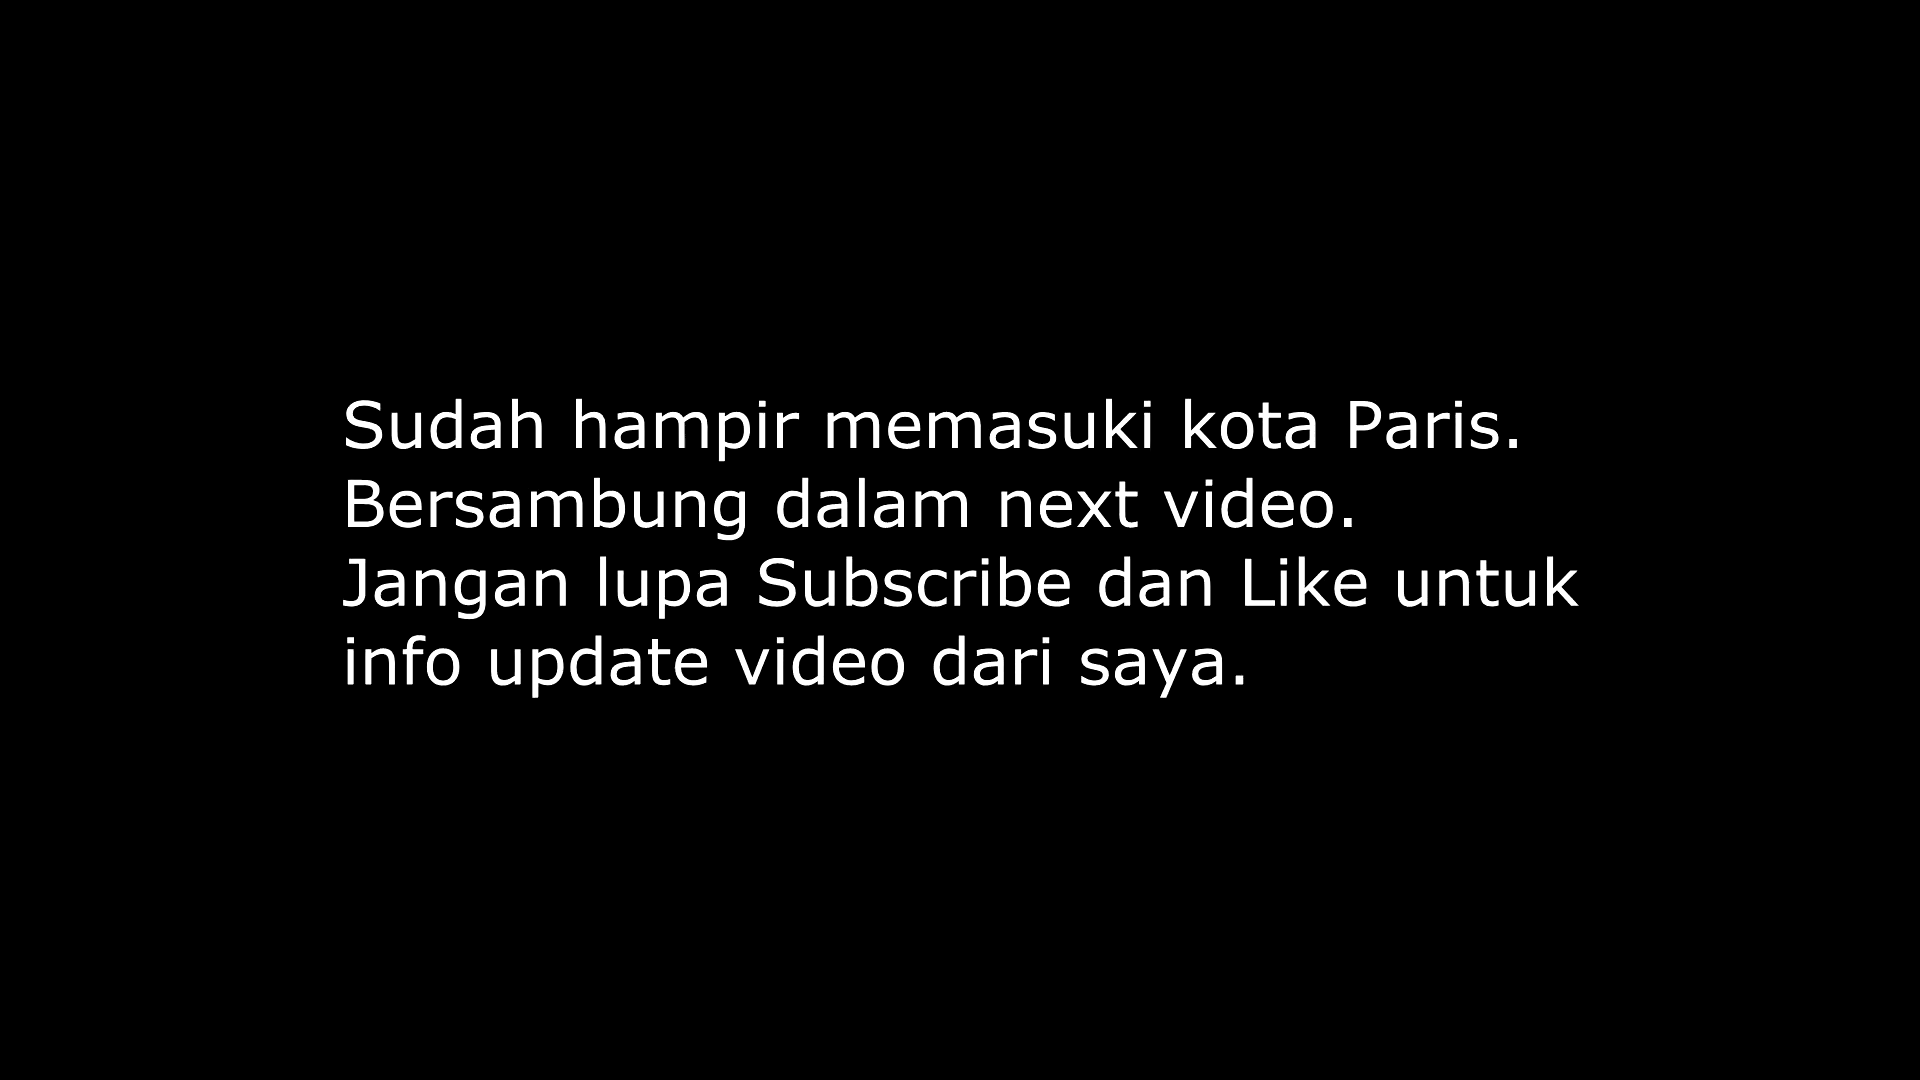 Sudah hampir memasuki kota Paris.
Bersambung dalam next video.
Jangan lupa Subscribe dan Like untuk
info update video dari saya.